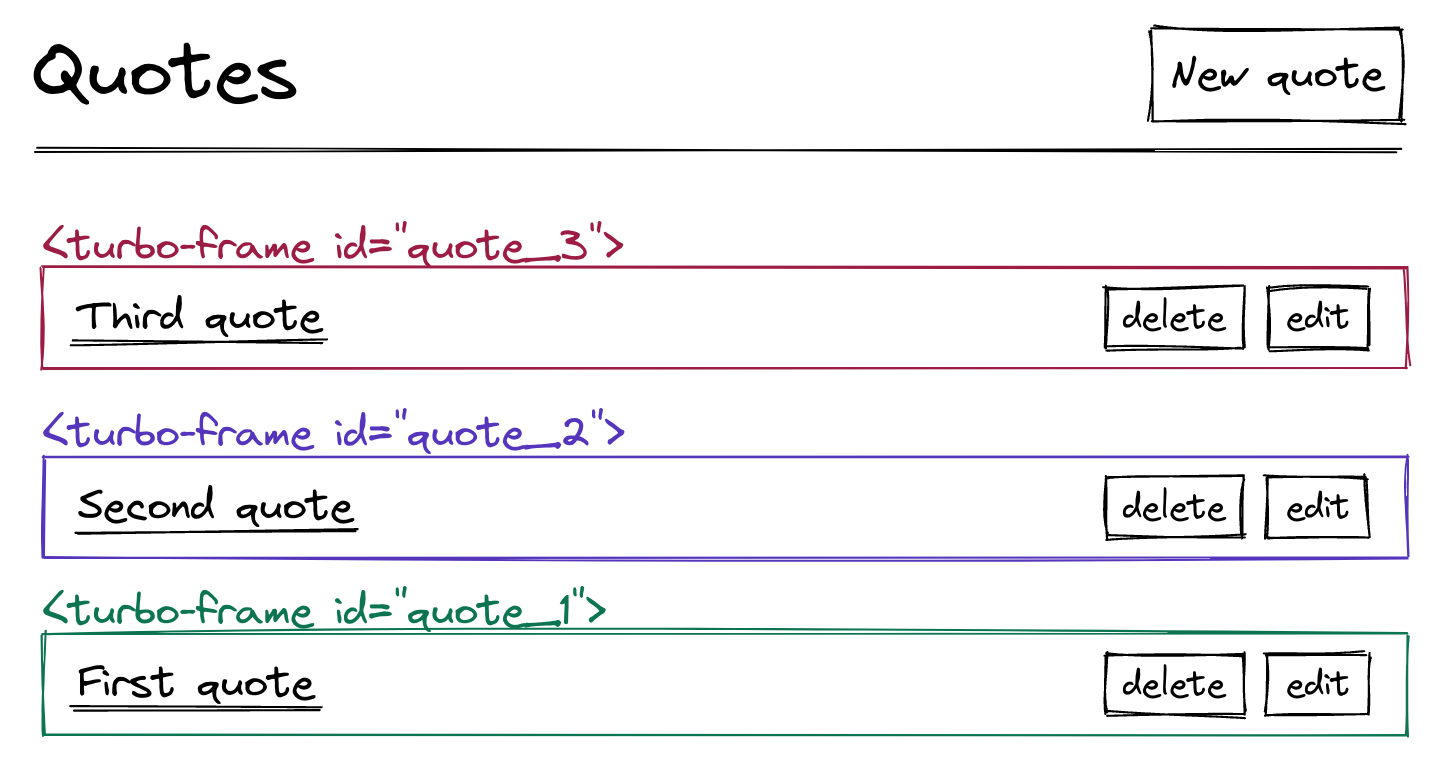 Quotes New quote
<turbo-frame id="quote_3">
Third quote delete edit
<turbo-frame id="quote_2">
Second quote delete edit
<turbo-frame id="quote_1">
First quote delete edit